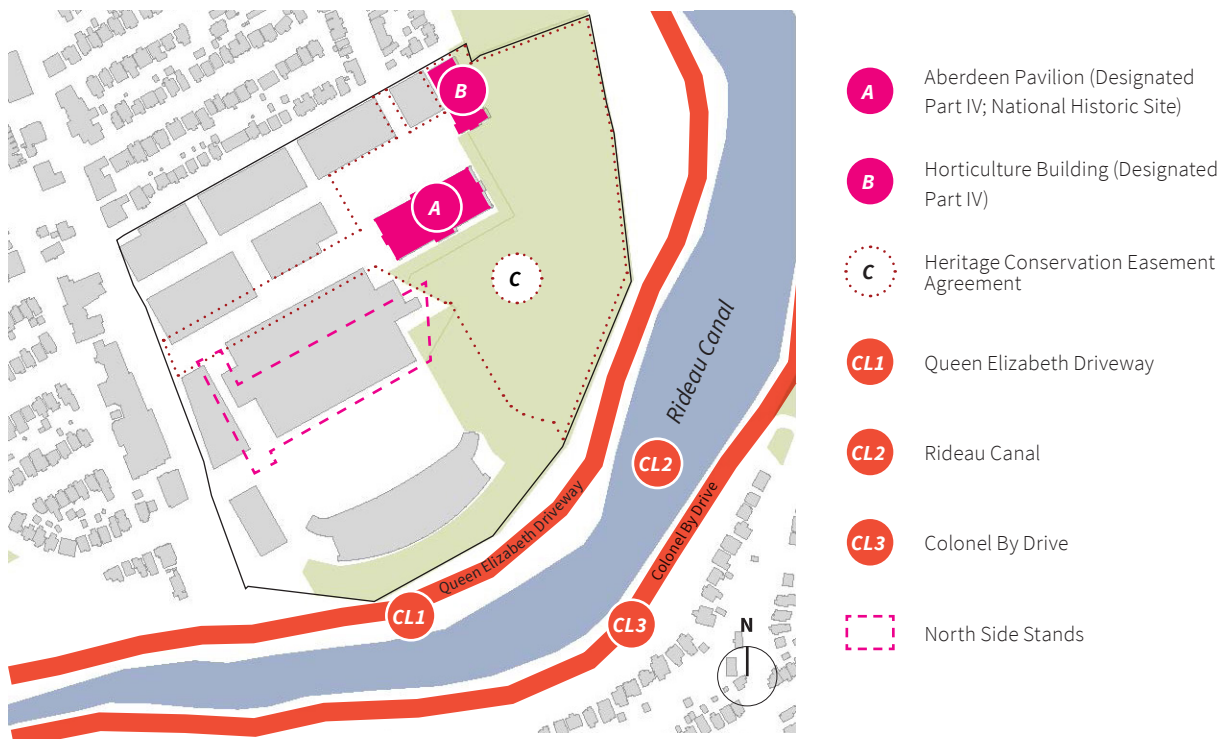 B
A
C
Rideau Canal
CL2
Queen Elizabeth Driveway
Colonel By Drive
CL1
CL3
N
A
Aberdeen Pavilion (Designated
Part IV; National Historic Site)
B
Horticulture Building (Designated
Part IV)
C
Heritage Conservation Easement
Agreement
CL1
Queen Elizabeth Driveway
CL2
Rideau Canal
CL3
Colonel By Drive
North Side Stands